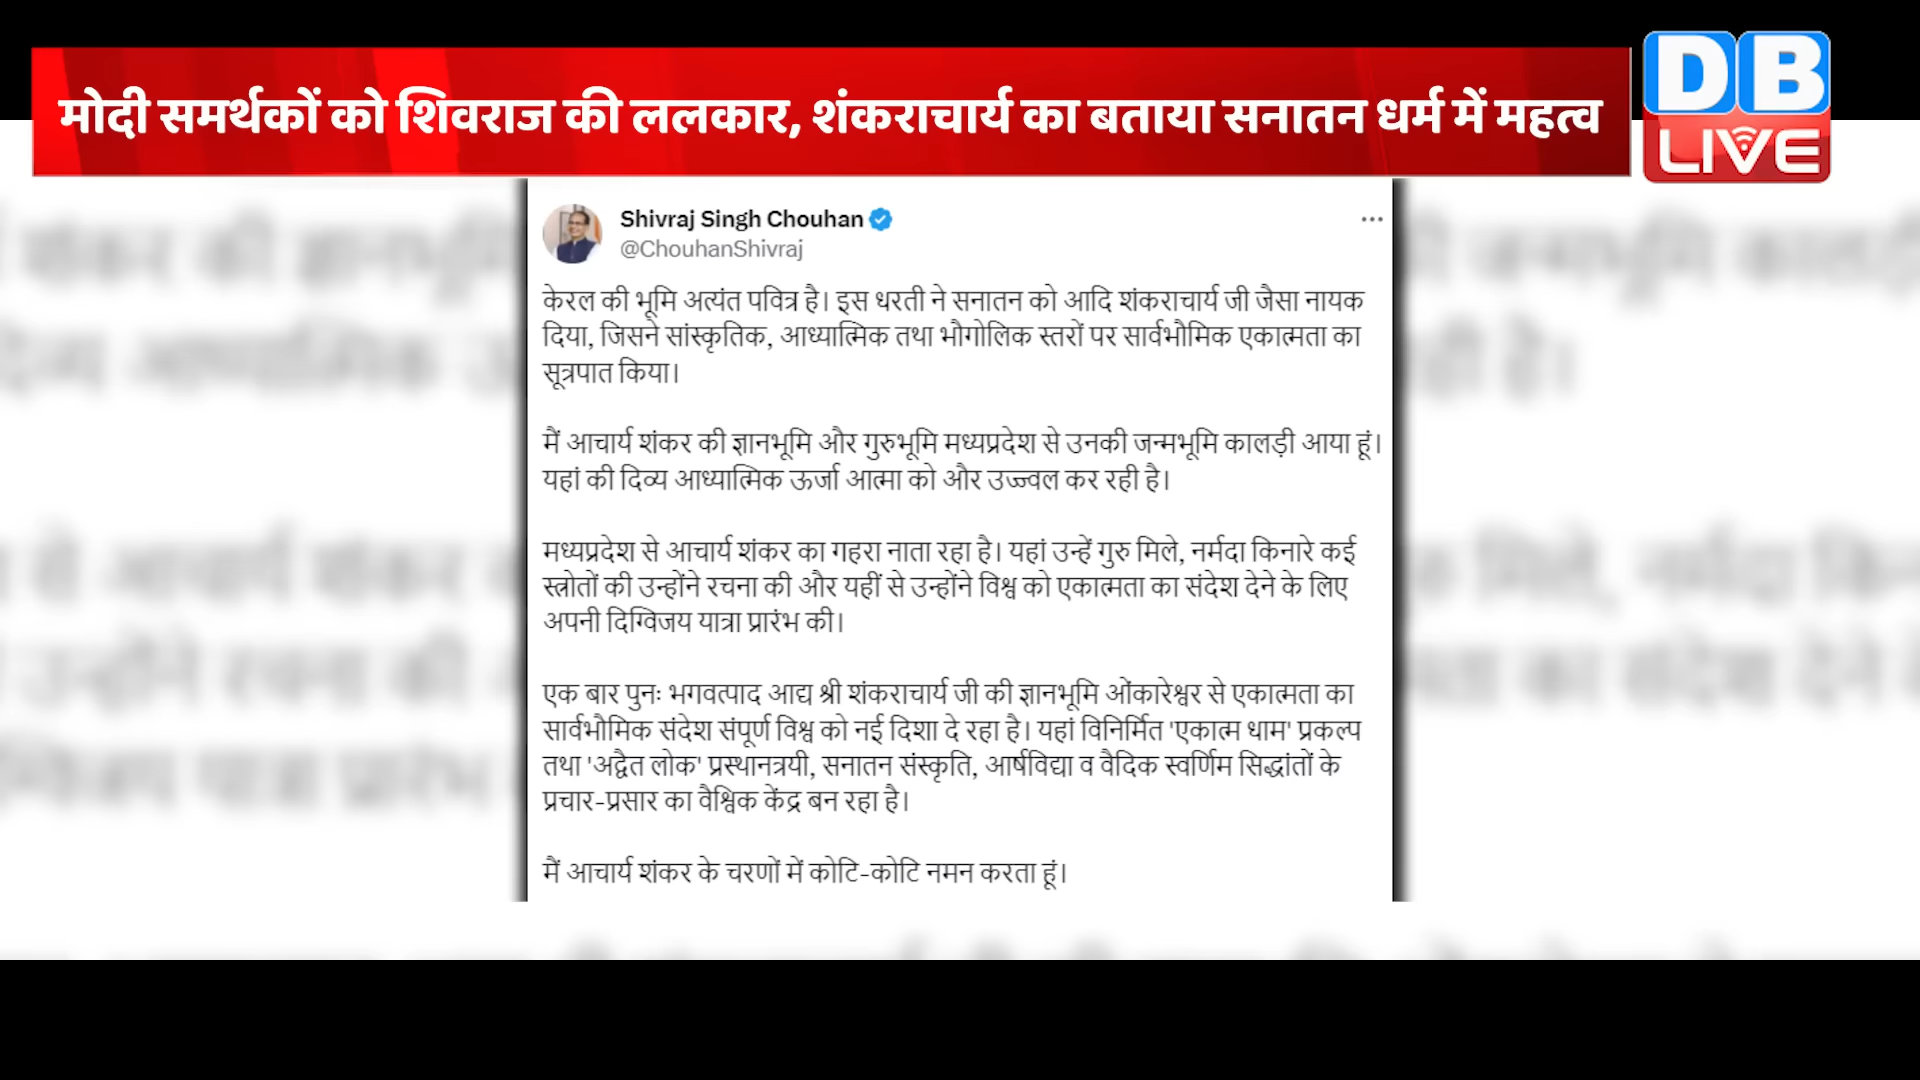 मोदी समर्थकों को शिवराज की ललकार, शंकराचार्य का बताया सनातन धर्म में महत्व
DB
LIVE
Shivraj Singh Chouhan
@ChouhanShivraj
केरल की भूमि अत्यंत पवित्र है। इस धरती ने सनातन को आदि शंकराचार्य जी जैसा नायक
दिया, जिसने सांस्कृतिक, आध्यात्मिक तथा भौगोलिक स्तरों पर सार्वभौमिक एकात्मता का
सूत्रपात किया।
मैं आचार्य शंकर की ज्ञानभूमि और गुरुभूमि मध्यप्रदेश से उनकी जन्मभूमि कालड़ी आया हूं।
यहां की दिव्य आध्यात्मिक ऊर्जा आत्मा को और उज्ज्वल कर रही है।
मध्यप्रदेश से आचार्य शंकर का गहरा नाता रहा है। यहां उन्हें गुरु मिले, नर्मदा किनारे कई
स्त्रोतों की उन्होंने रचना की और यहीं से उन्होंने विश्व को एकात्मता का संदेश देने के लिए
अपनी दिग्विजय यात्रा प्रारंभ की।
एक बार पुनः भगवत्पाद आद्य श्री शंकराचार्य जी की ज्ञानभूमि ओंकारेश्वर से एकात्मता का
सार्वभौमिक संदेश संपूर्ण विश्व को नई दिशा दे रहा है। यहां विनिर्मित 'एकात्म धाम' प्रकल्प
तथा 'अद्वैत लोक' प्रस्थानत्रयी, सनातन संस्कृति, आर्षविद्या व वैदिक स्वर्णिम सिद्धांतों के
प्रचार-प्रसार का वैश्विक केंद्र बन रहा है।
मैं आचार्य शंकर के चरणों में कोटि-कोटि नमन करता हूं।